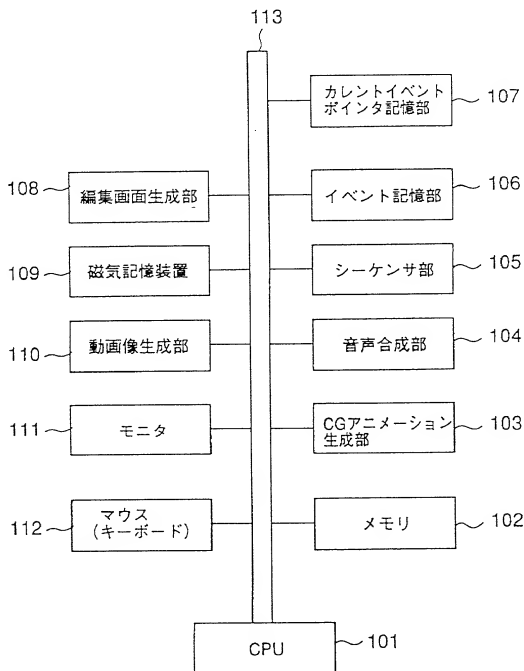 113
カレントイベント
ポインタ記憶部
107
108
編集画面生成部
イベント記憶部
106
109
磁気記憶装置
シーケンサ部
105
110
動画像生成部
音声合成部
104
111
モニタ
CGアニメーション
生成部
103
112
マウス
(キーボード)
メモリ
102
CPU
101